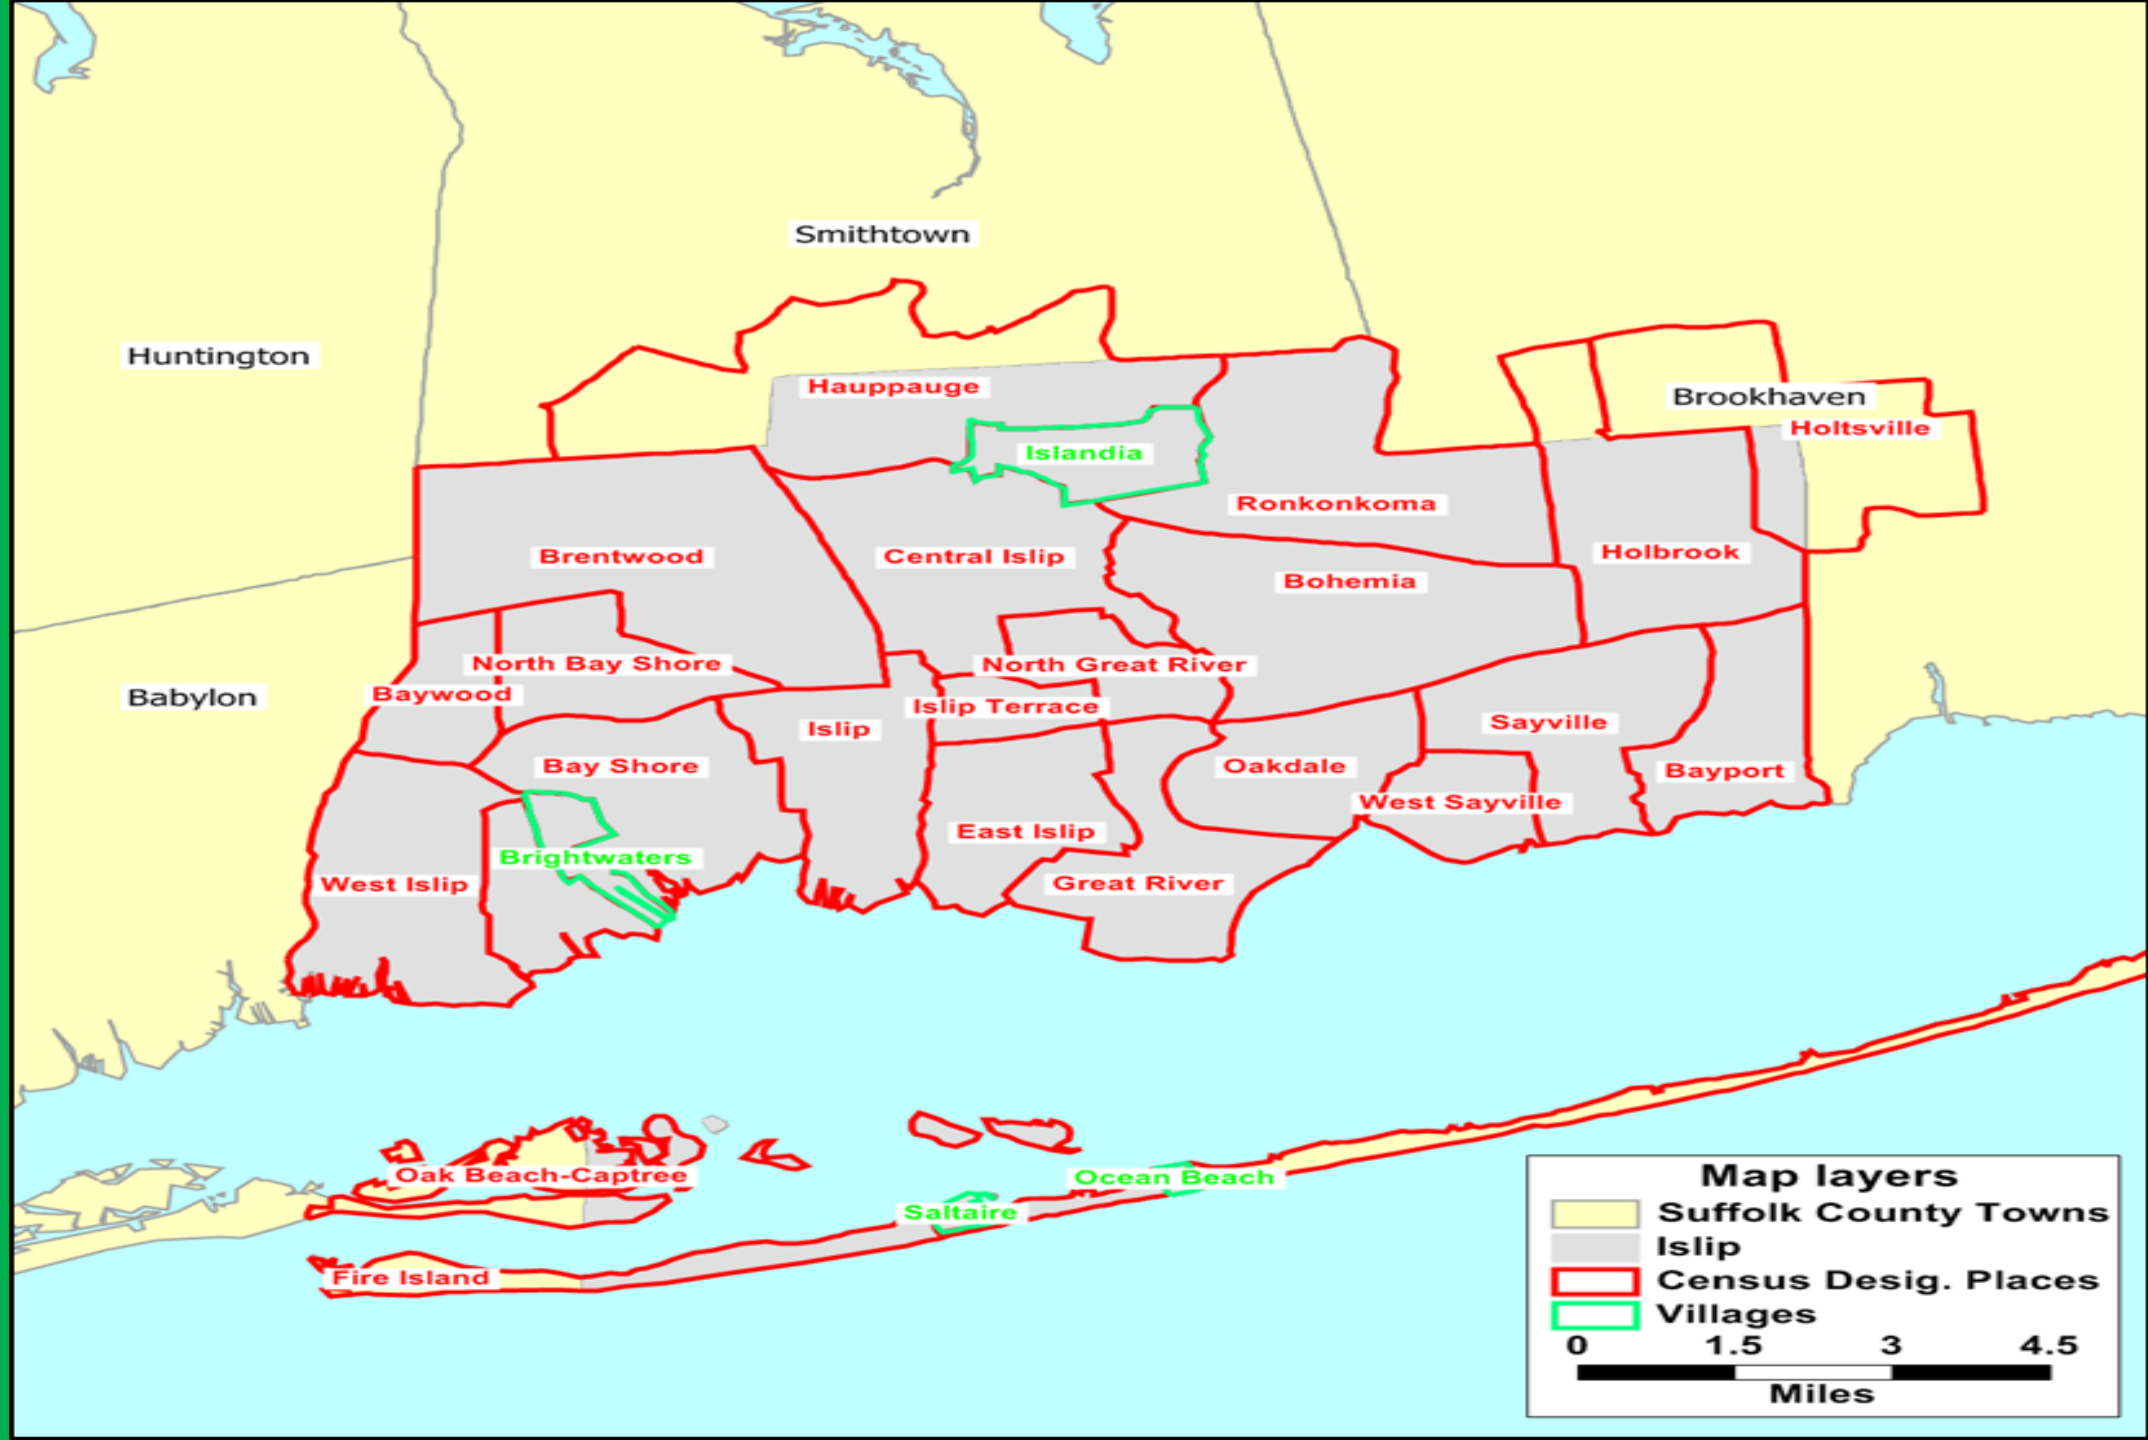 Smithtown
Huntington
Hauppauge
Brookhaven
Holtsville
Islandia
Ronkonkoma
Brentwood
Central Islip
Holbrook
Bohemia
North Bay Shore
North Great River
Baywood
Babylon
Islip Terrace
Islip
Sayville
Bay Shore
Oakdale
Bayport
West Sayville
East Islip
Brightwaters
West Islip
Great River
Oak Beach-Captree
Ocean Beach
Saltaire
Fire Island
Map layers
Suffolk County Towns
Islip
Census Desig. Places
Villages
0 1.5 3 4.5
Miles